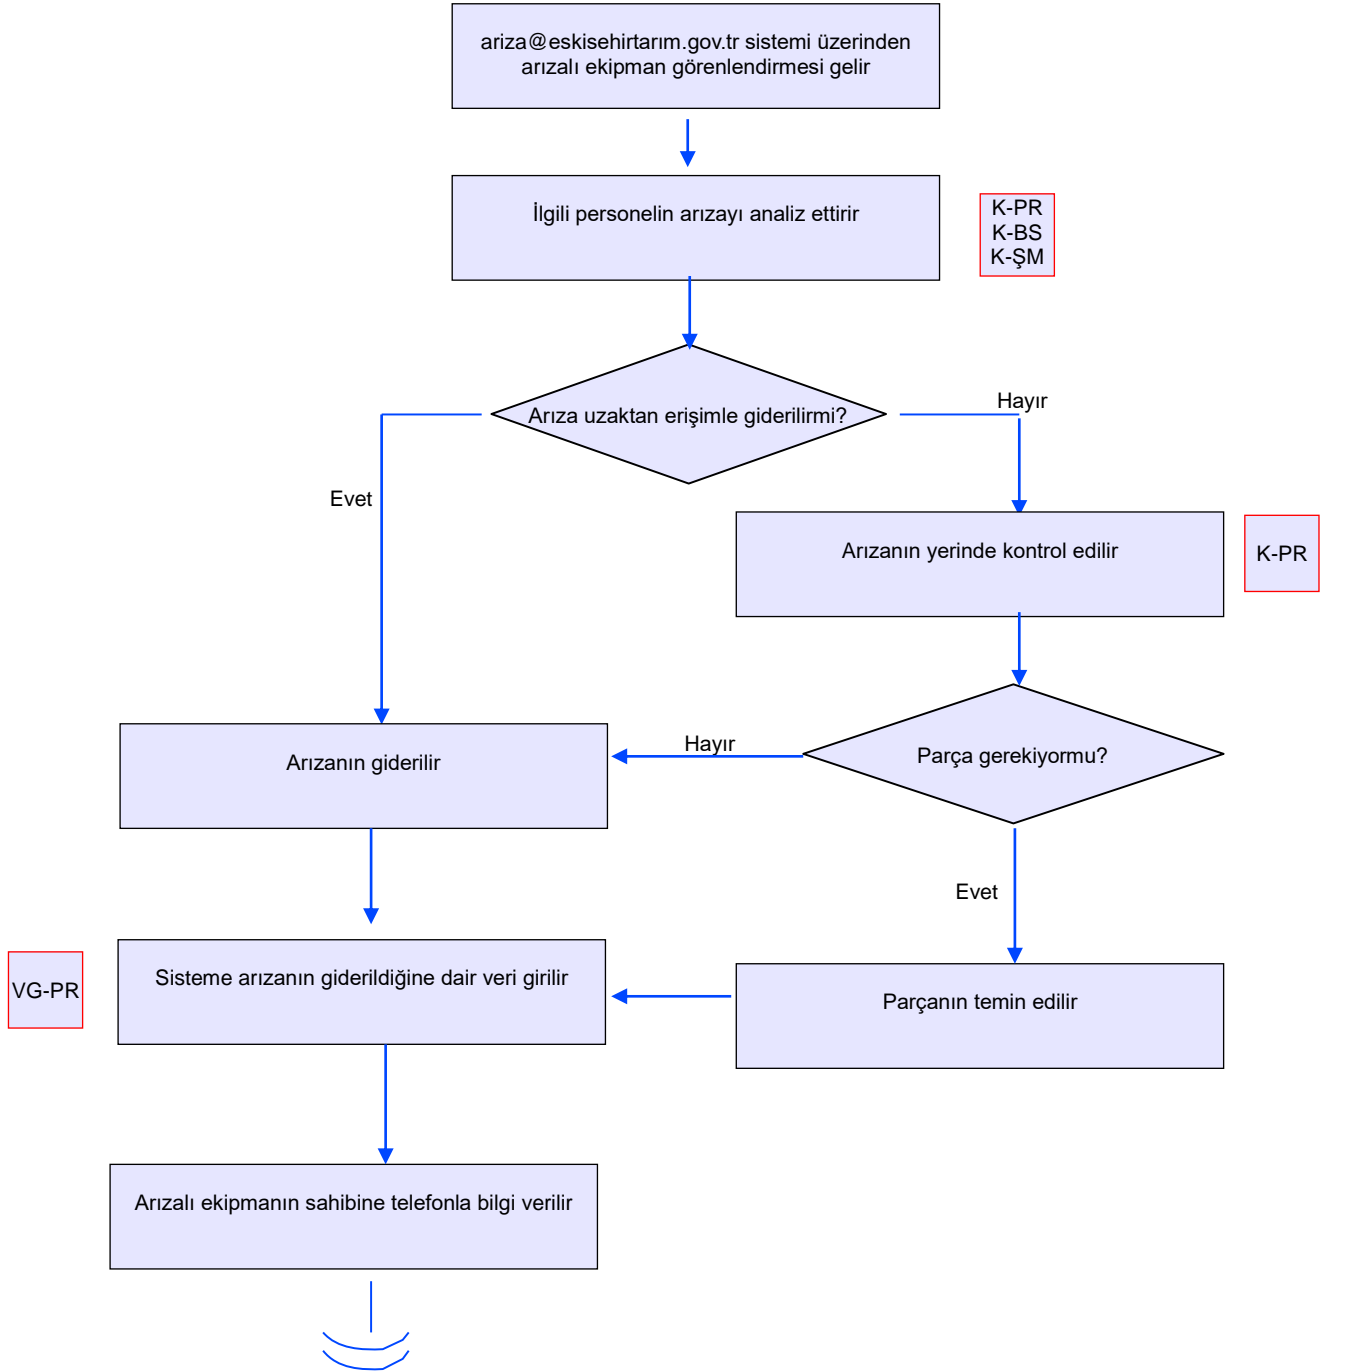 ariza@eskisehirtarım.gov.tr sistemi üzerinden
arızalı ekipman görenlendirmesi gelir
İlgili personelin arızayı analiz ettirir
K-PR
K-BS
K-ŞM
Arıza uzaktan erişimle giderilirmi?
Hayır
Evet
Arızanın yerinde kontrol edilir
K-PR
Arızanın giderilir
Hayır
Parça gerekiyormu?
Evet
VG-PR
Sisteme arızanın giderildiğine dair veri girilir
Parçanın temin edilir
Arızalı ekipmanın sahibine telefonla bilgi verilir